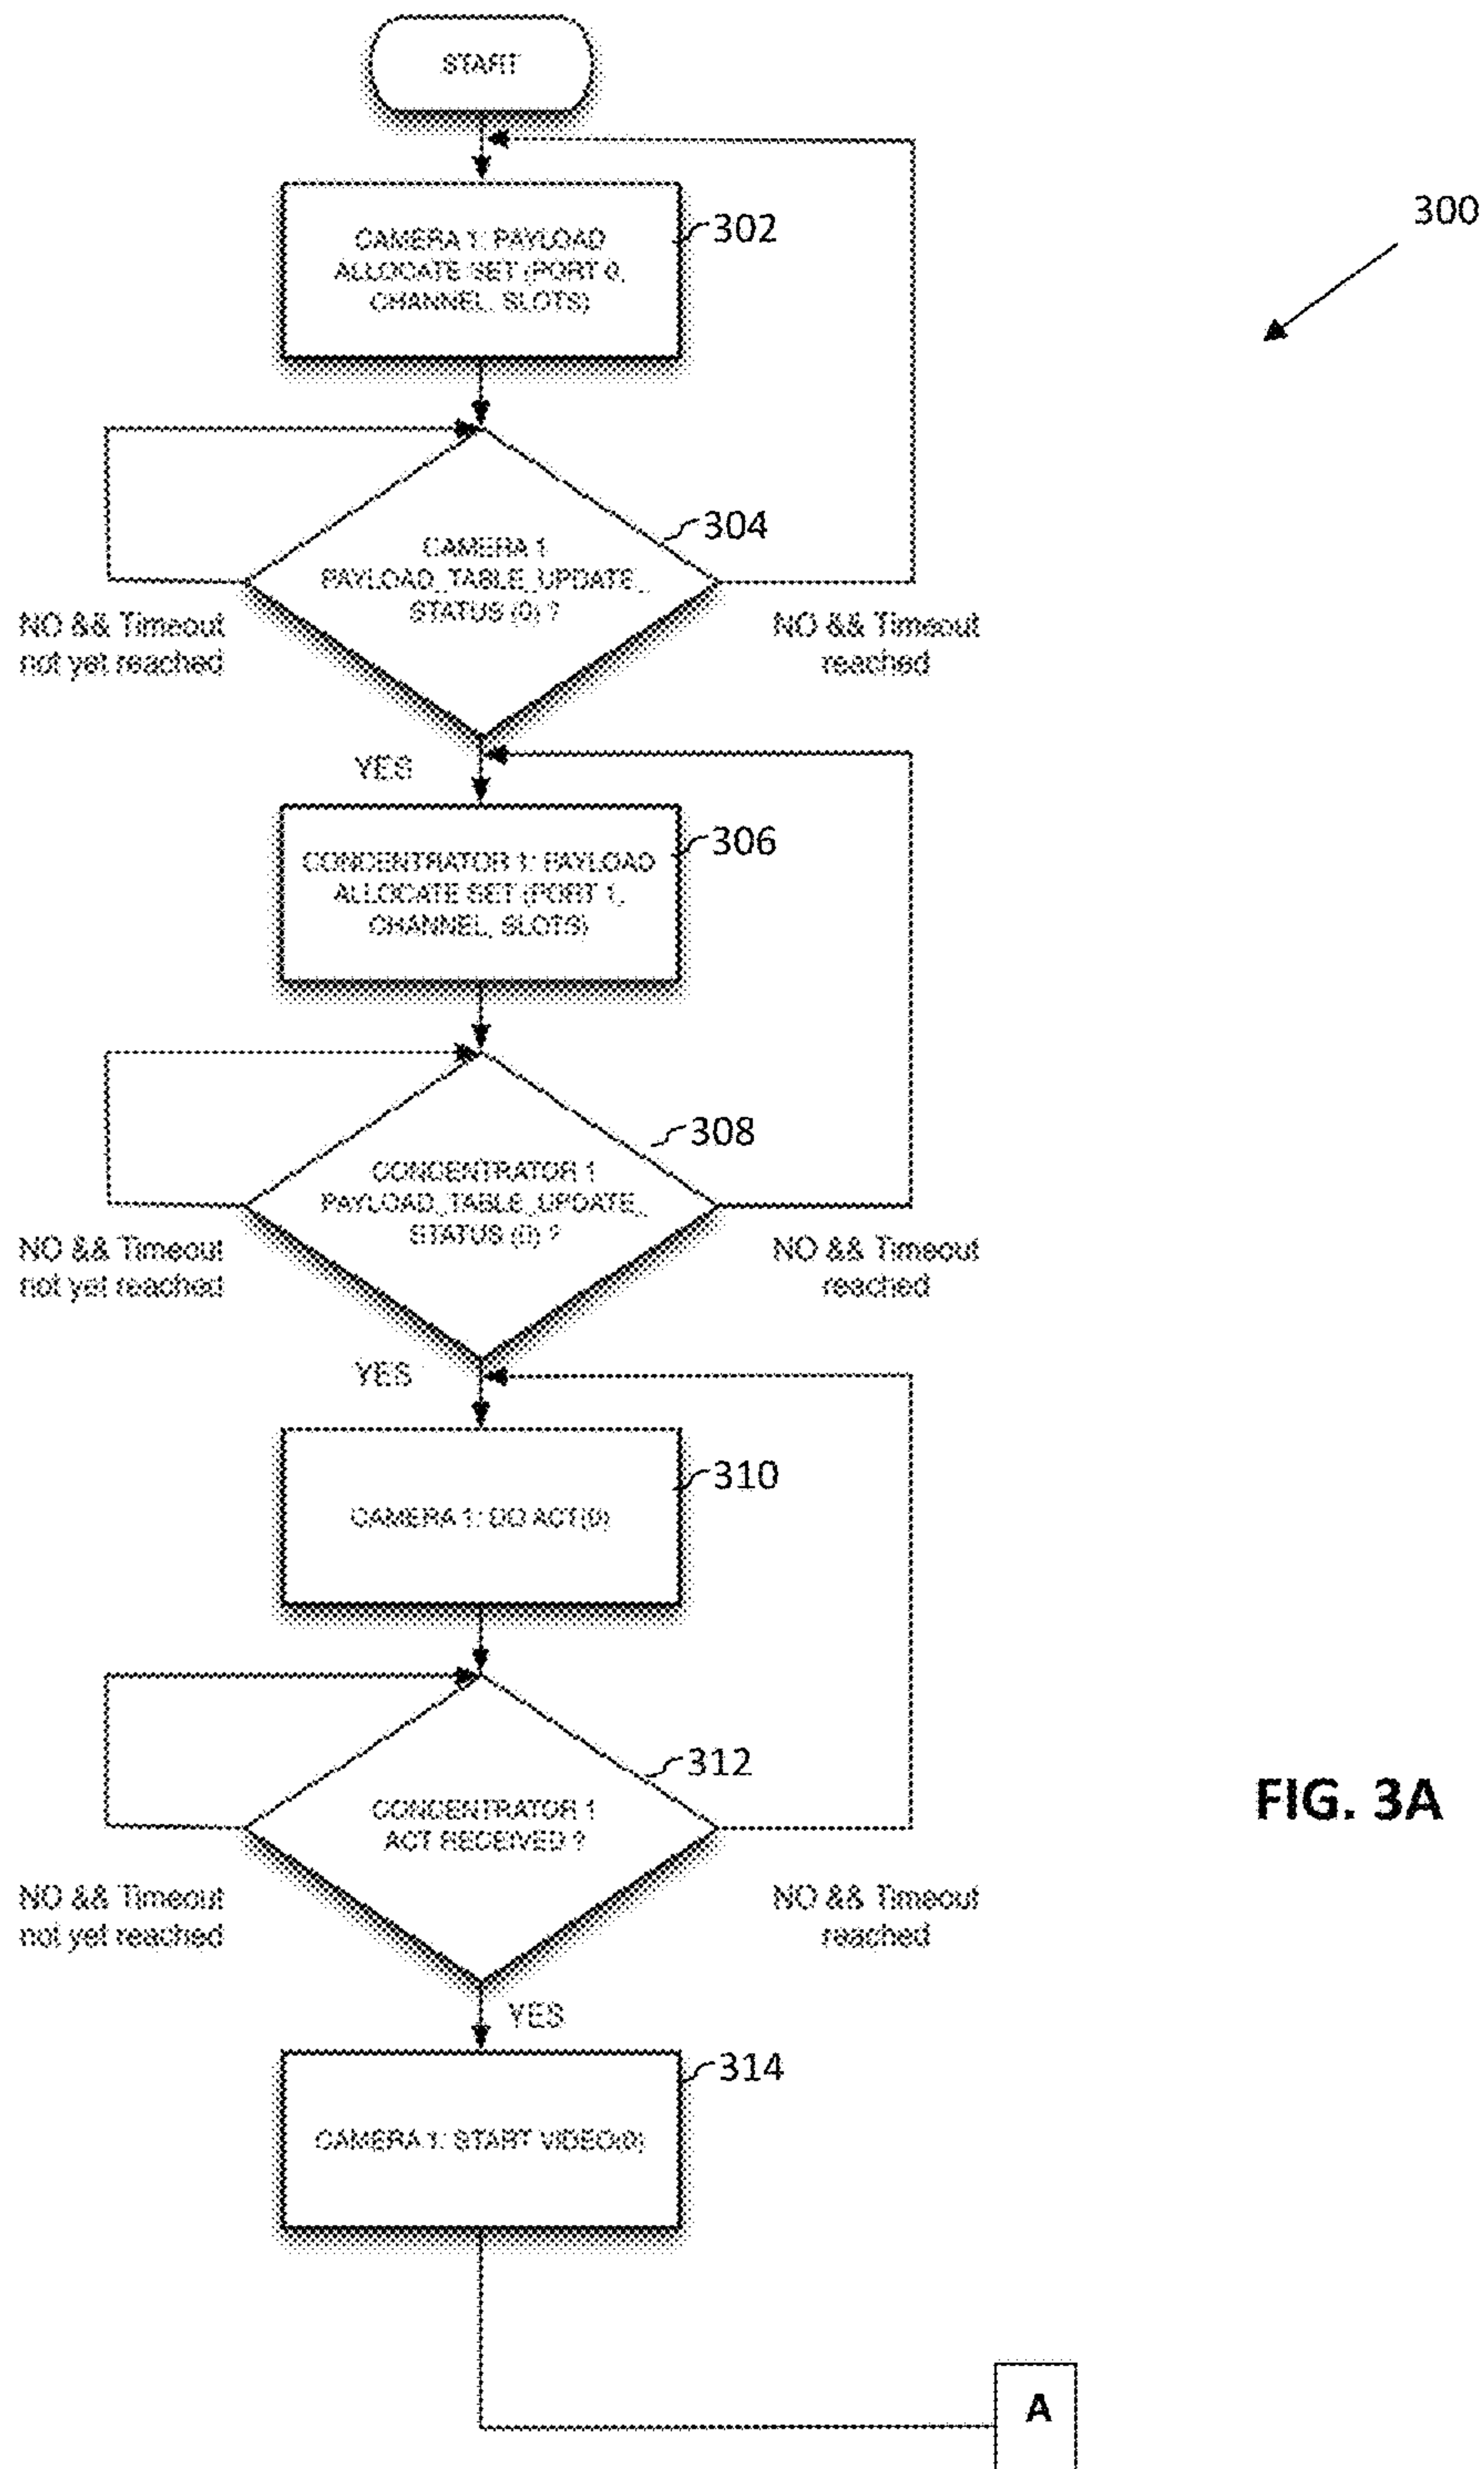 START
300
CAMERA 1: PAYLOAD
ALLOCATE SET (PORT 0,
CHANNEL, SLOTS)
302
CAMERA 1
PAYLOAD_TABLE_UPDATE_
STATUS (0) ?
304
NO && Timeout
not yet reached
NO && Timeout
reached
YES
CONCENTRATOR 1: PAYLOAD
ALLOCATE SET (PORT 1,
CHANNEL, SLOTS)
306
CONCENTRATOR 1
PAYLOAD_TABLE_UPDATE_
STATUS (0) ?
308
NO && Timeout
not yet reached
NO && Timeout
reached
YES
CAMERA 1: DO ACT(0)
310
CONCENTRATOR 1
ACT RECEIVED ?
312
NO && Timeout
not yet reached
NO && Timeout
reached
YES
CAMERA 1: START VIDEO(0)
314
A
FIG. 3A